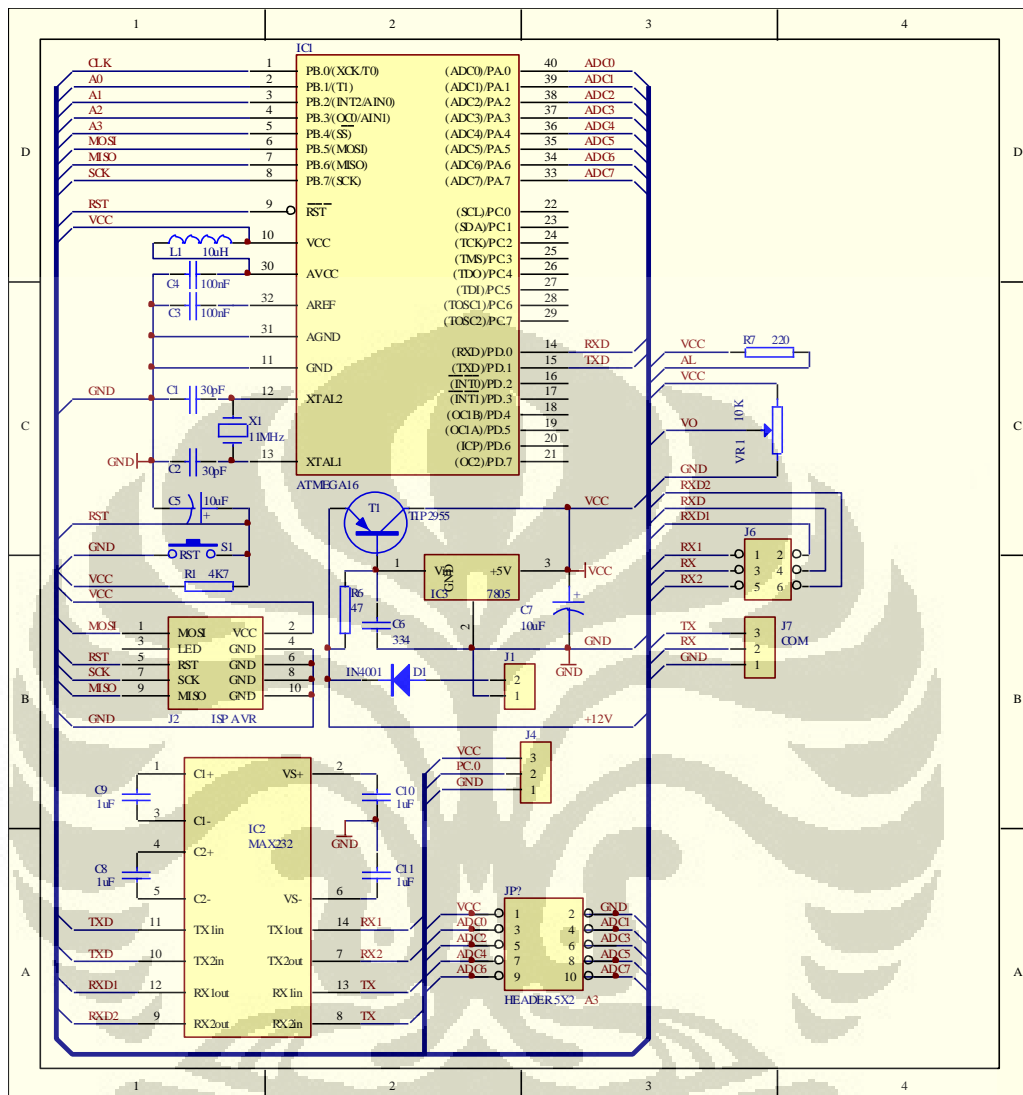 1 2 3 4
IC1
CLK 1 PB.0/(XCK/T0) (ADC0)/PA.0 40 ADC0
A0 2 PB.1/(T1) (ADC1)/PA.1 39 ADC1
A1 3 PB.2/(INT2/AIN0) (ADC2)/PA.2 38 ADC2
A2 4 PB.3/(OC0/AIN1) (ADC3)/PA.3 37 ADC3
A3 5 PB.4/(SS) (ADC4)/PA.4 36 ADC4
MOSI 6 PB.5/(MOSI) (ADC5)/PA.5 35 ADC5
D D
MISO 7 PB.6/(MISO) (ADC6)/PA.6 34 ADC6
SCK 8 PB.7/(SCK) (ADC7)/PA.7 33 ADC7
RST 9 RST (SCL)/PC.0 22
VCC (SDA)/PC.1 23
10 VCC (TCK)/PC.2 24
L1 10uH (TMS)/PC.3 25
30 AVCC (TDO)/PC.4 26
C4 100nF (TDI)/PC.5 27
32 AREF (TOSC1)/PC.6 28
C3 100nF (TOSC2)/PC.7 29
31 AGND
(RXD)/PD.0 14 RXD VCC R7 220
11 GND (TXD)/PD.1 15 TXD AL
(INT0)/PD.2 16 VCC
GND C1 30pF 12 XTAL2 (INT1)/PD.3 17
(OC1B)/PD.4 18 10K
X1 (OC1A)/PD.5 19 VO
C C
11MHz (ICP)/PD.6 20 VR1
GND 13 XTAL1 (OC2)/PD.7 21
C2 30pF GND
ATMEGA16 RXD2
C5 10uF + T1 TIP2955 VCC RXD
RST RXD1
J6
GND RST S1 RX1 1 2
1 Vin GND +5V 3 VCC RX 3 4
VCC R1 4K7 IC3 7805 RX2 5 6
VCC R6 47 2 C7 10uF +
C6 334
MOSI 1 MOSI VCC 2 TX 3 J7
3 LED GND 4 GND RX 2 COM
RST 5 RST GND 6 J1 GND GND 1
SCK 7 SCK GND 8 IN4001 D1 2
MISO 9 MISO GND 10 1
B B
GND J2 ISP AVR +12V
J4
VCC 3
1 C1+ VS+ 2 PC.0 2
C9 1uF C10 1uF GND 1
3 C1-
IC2
MAX232 GND
4 C2+
C8 1uF C11 1uF
5 C2- VS- 6
JP?
VCC 1 2 GND
TXD 11 TX1in TX1out 14 RX1 ADC0 3 4 ADC1
ADC2 5 6 ADC3
TXD 10 TX2in TX2out 7 RX2 ADC4 7 8 ADC5
A A
ADC6 9 10 ADC7
RXD1 12 RX1out RX1in 13 TX HEADER 5X2 A3
RXD2 9 RX2out RX2in 8 TX
1 2 3 4